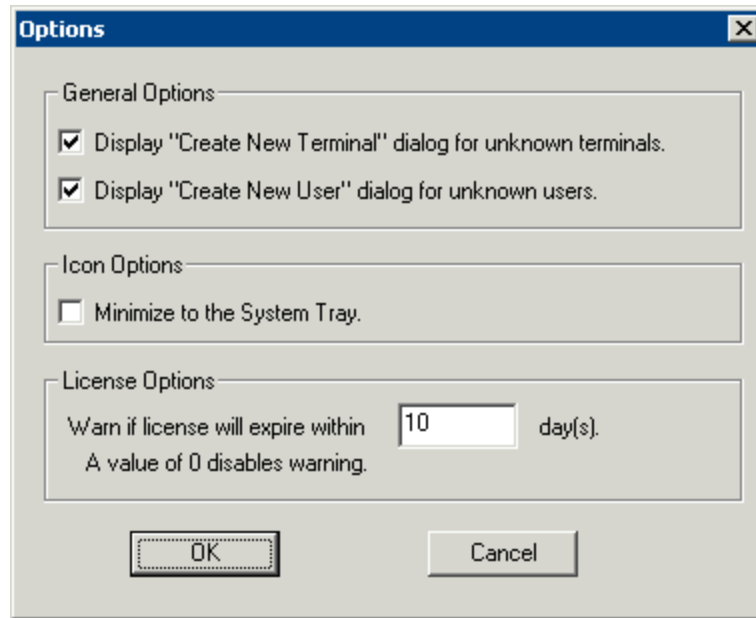 Options
General Options
Display "Create New Terminal" dialog for unknown terminals.
Display "Create New User" dialog for unknown users.
Icon Options
Minimize to the System Tray.
License Options
Warn if license will expire within 10 day(s).
A value of 0 disables warning.
OK Cancel